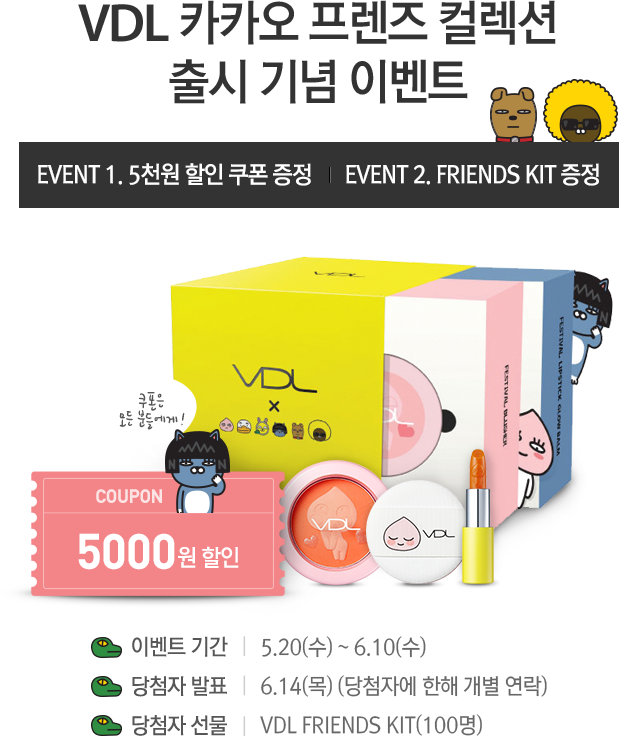 VDL 카카오 프렌즈 컬렉션
출시 기념 이벤트
EVENT 1. 5천원 할인 쿠폰 증정 | EVENT 2. FRIENDS KIT 증정
VDL
VDL
X
VDL
FESTIVAL BLUSHER
FESTIVAL LIPSTICK GLOW BALM
쿠폰은
모든 분들에게!
COUPON
5000원 할인
VDL
VDL
이벤트 기간 | 5.20(수) ~ 6.10(수)
당첨자 발표 | 6.14(목) (당첨자에 한해 개별 연락)
당첨자 선물 | VDL FRIENDS KIT(100명)